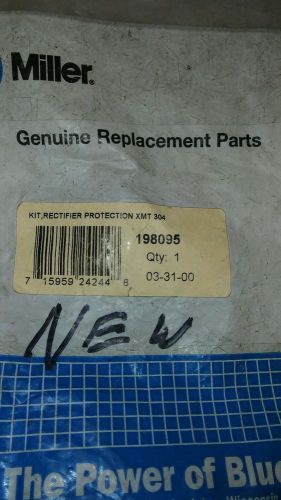 Miller®
Genuine Replacement Parts
KIT,RECTIFIER PROTECTION XMT 304
198095
Qty: 1
7 15959 24244 8 03-31-00
NEW
The Power of Blue
Wisconsin